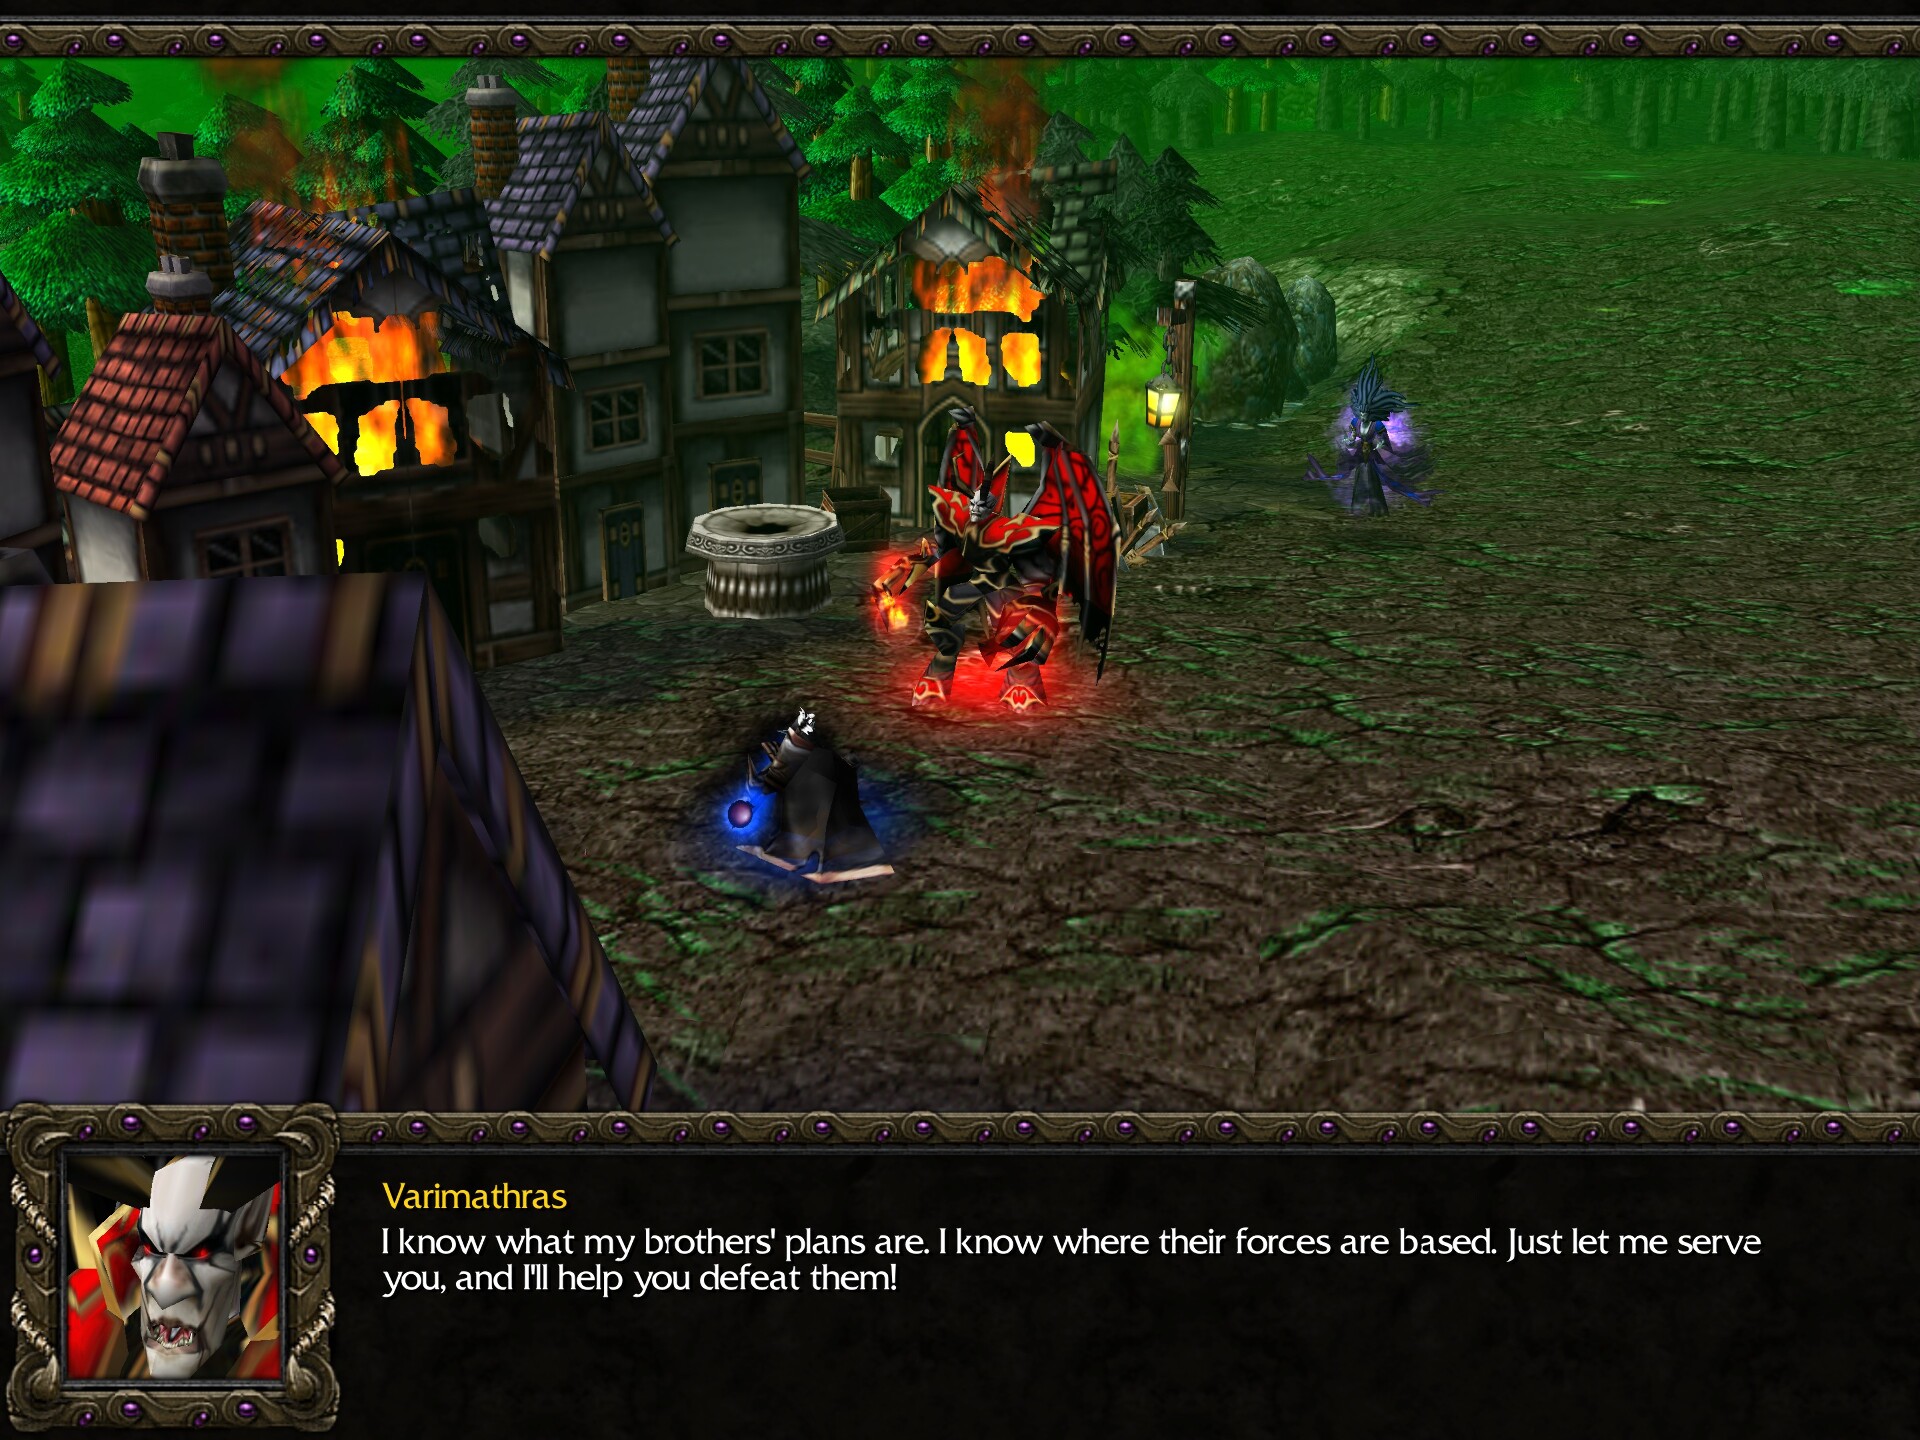 Varimathras
I know what my brothers' plans are. I know where their forces are based. Just let me serve
you, and I'll help you defeat them!